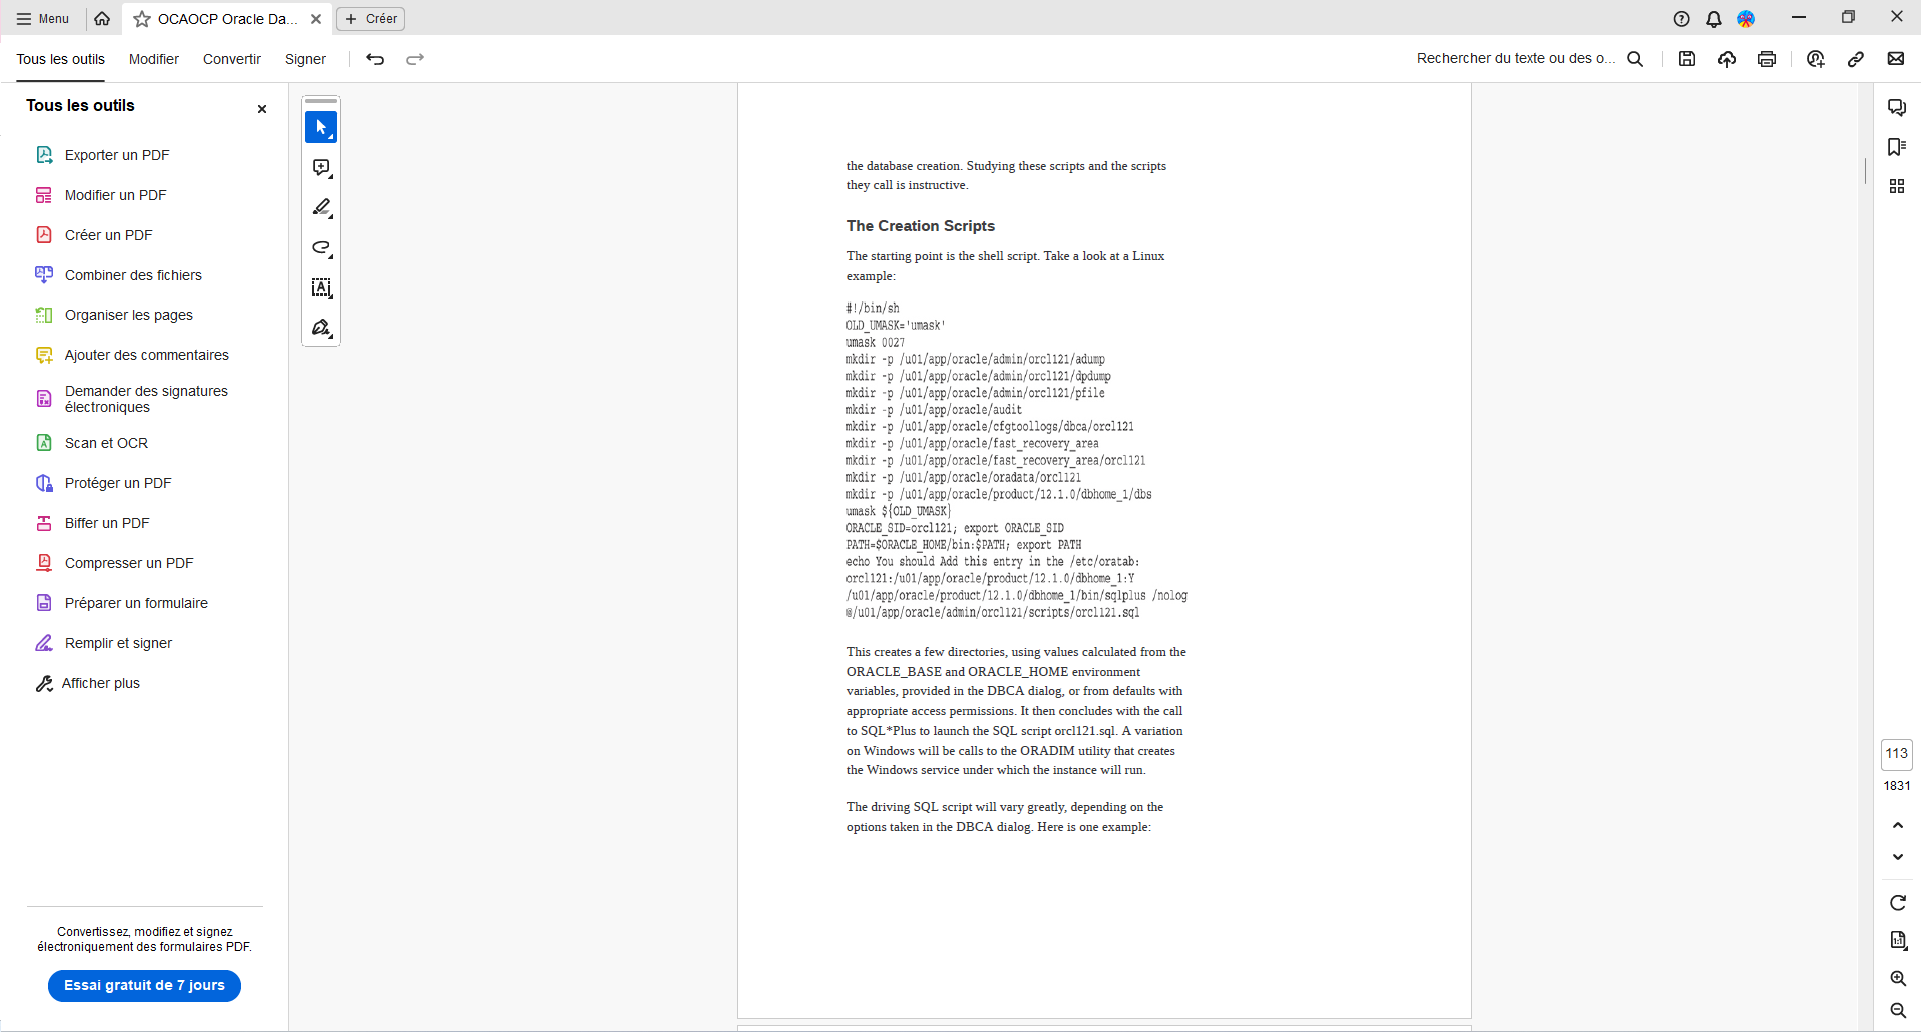 Menu
OCAOCP Oracle Da...
Créer
Tous les outils
Modifier
Convertir
Signer
Rechercher du texte ou des o...
Tous les outils
Exporter un PDF
Modifier un PDF
Créer un PDF
Combiner des fichiers
Organiser les pages
Ajouter des commentaires
Demander des signatures
électroniques
Scan et OCR
Protéger un PDF
Biffer un PDF
Compresser un PDF
Préparer un formulaire
Remplir et signer
Afficher plus
Convertissez, modifiez et signez
électroniquement des formulaires PDF.
Essai gratuit de 7 jours
the database creation. Studying these scripts and the scripts
they call is instructive.
The Creation Scripts
The starting point is the shell script. Take a look at a Linux
example:
#!/bin/sh
OLD_UMASK='umask'
umask 0027
mkdir -p /u01/app/oracle/admin/orcl121/adump
mkdir -p /u01/app/oracle/admin/orcl121/dpdump
mkdir -p /u01/app/oracle/admin/orcl121/pfile
mkdir -p /u01/app/oracle/audit
mkdir -p /u01/app/oracle/cfgtoollogs/dbca/orcl121
mkdir -p /u01/app/oracle/fast_recovery_area
mkdir -p /u01/app/oracle/fast_recovery_area/orcl121
mkdir -p /u01/app/oracle/oradata/orcl121
mkdir -p /u01/app/oracle/product/12.1.0/dbhome_1/dbs
umask ${OLD_UMASK}
ORACLE_SID=orcl121; export ORACLE_SID
PATH=$ORACLE_HOME/bin:$PATH; export PATH
echo You should Add this entry in the /etc/oratab:
orcl121:/u01/app/oracle/product/12.1.0/dbhome_1:Y
/u01/app/oracle/product/12.1.0/dbhome_1/bin/sqlplus /nolog
@/u01/app/oracle/admin/orcl121/scripts/orcl121.sql
This creates a few directories, using values calculated from the
ORACLE_BASE and ORACLE_HOME environment
variables, provided in the DBCA dialog, or from defaults with
appropriate access permissions. It then concludes with the call
to SQL*Plus to launch the SQL script orcl121.sql. A variation
on Windows will be calls to the ORADIM utility that creates
the Windows service under which the instance will run.
The driving SQL script will vary greatly, depending on the
options taken in the DBCA dialog. Here is one example:
113
1831